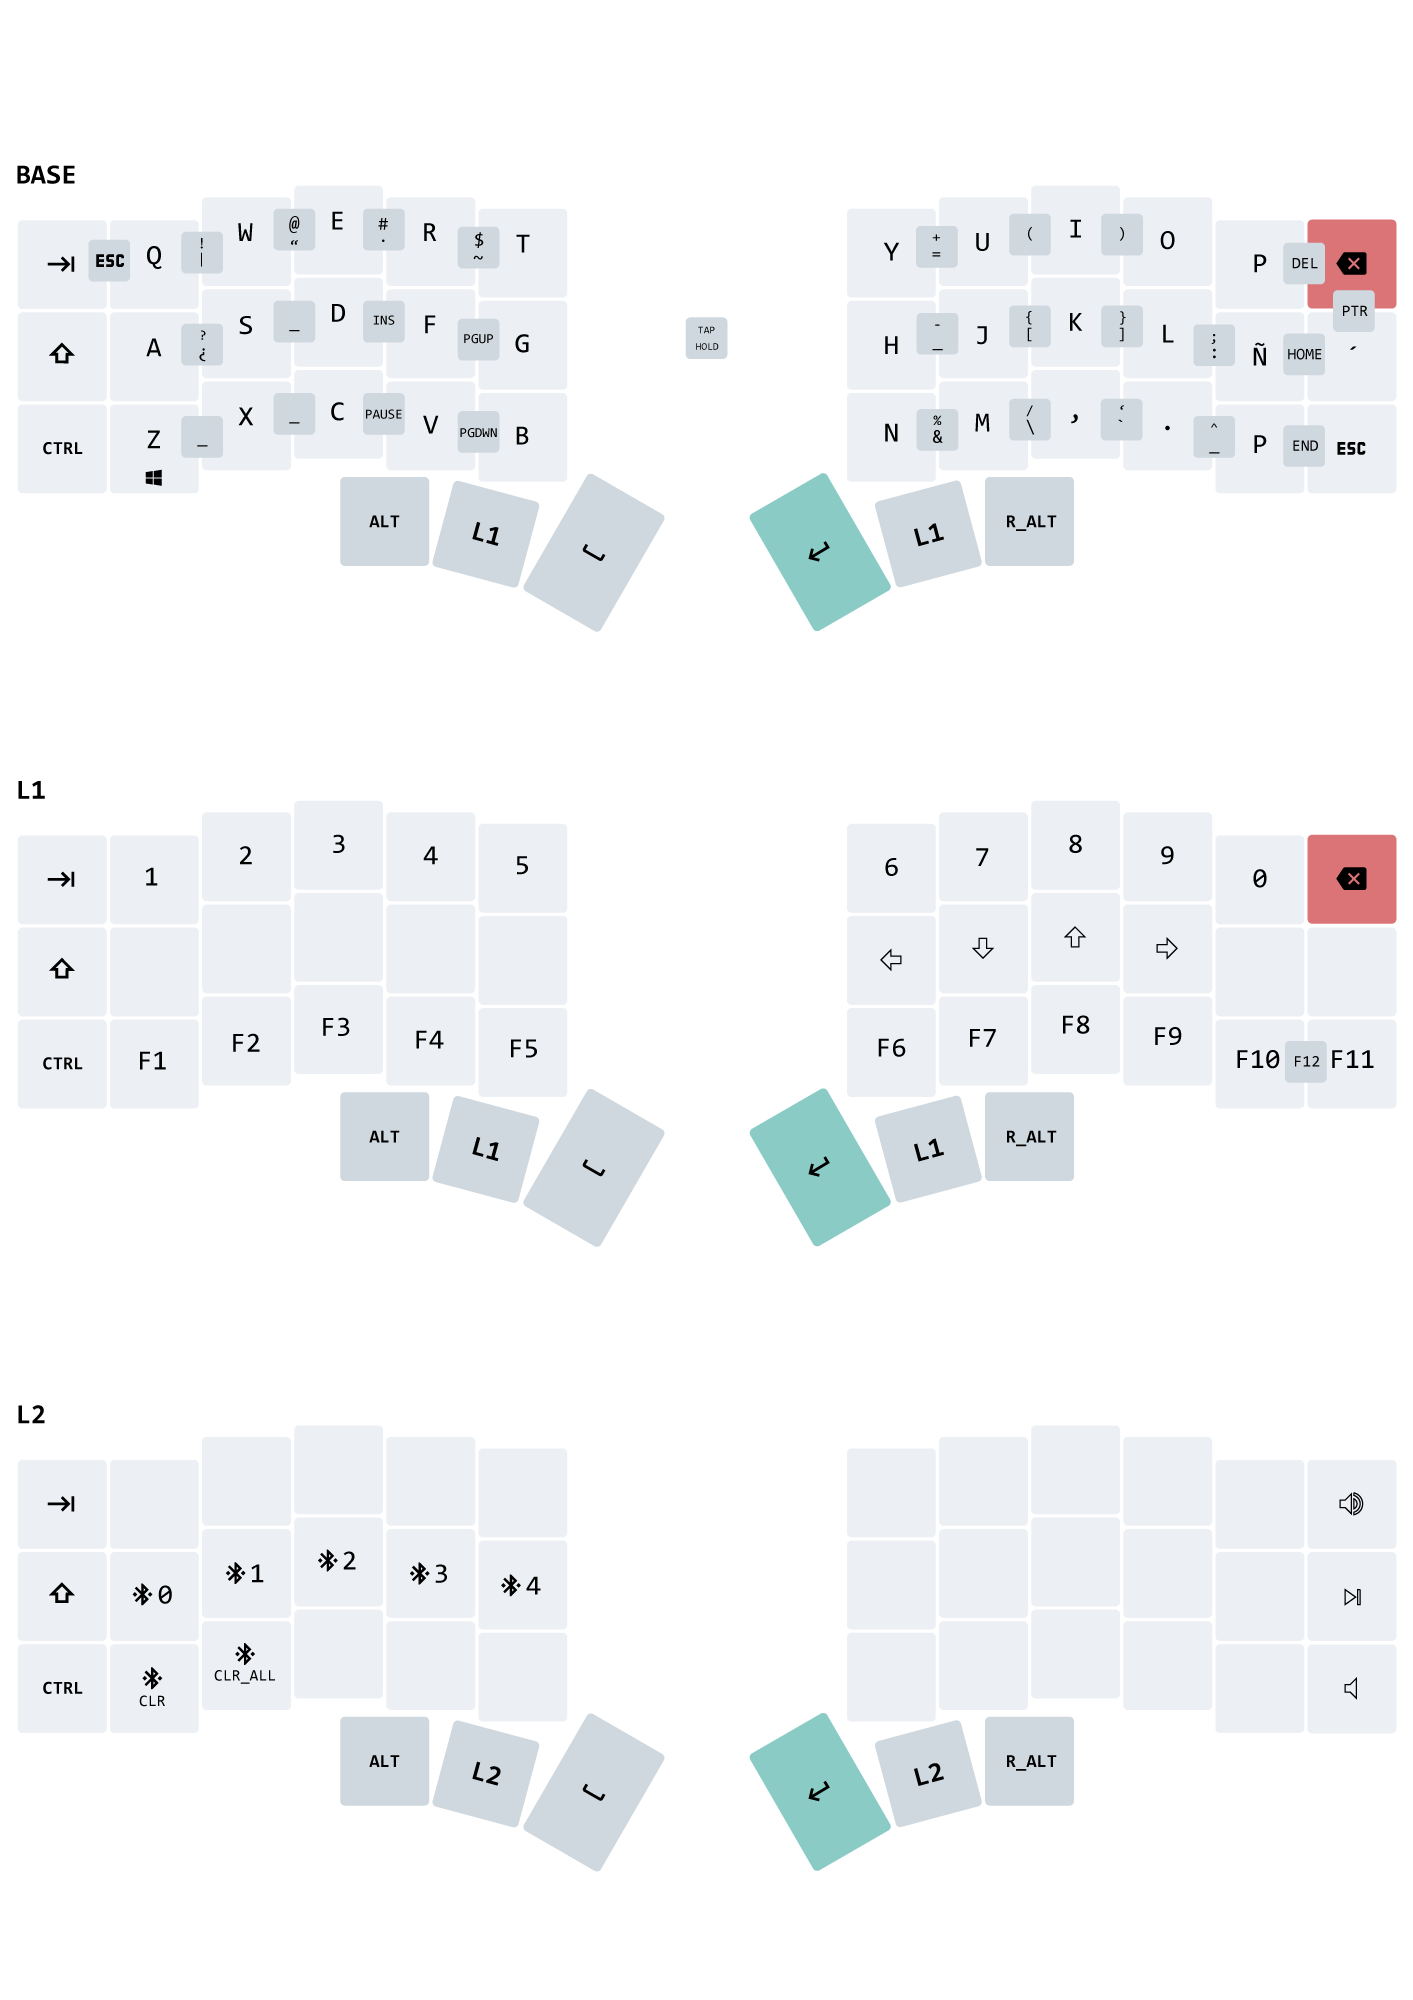 BASE
ESC Q ! | W @ “ E # · R $ ~ T
Y + = U ( I ) O P DEL
PTR
A ? ¿ S _ D INS F PGUP G
TAP
HOLD
H - _ J { [ K } ] L ; : Ñ HOME ´
CTRL Z _ X _ C PAUSE V PGDWN B
N % & M / \ , ‘ ` . ^ _ P END ESC
ALT L1 L1 R_ALT
L1
1 2 3 4 5 6 7 8 9 0
CTRL F1 F2 F3 F4 F5 F6 F7 F8 F9 F10 F12 F11
ALT L1 L1 R_ALT
L2
0 1 2 3 4
CTRL CLR CLR_ALL
ALT L2 L2 R_ALT